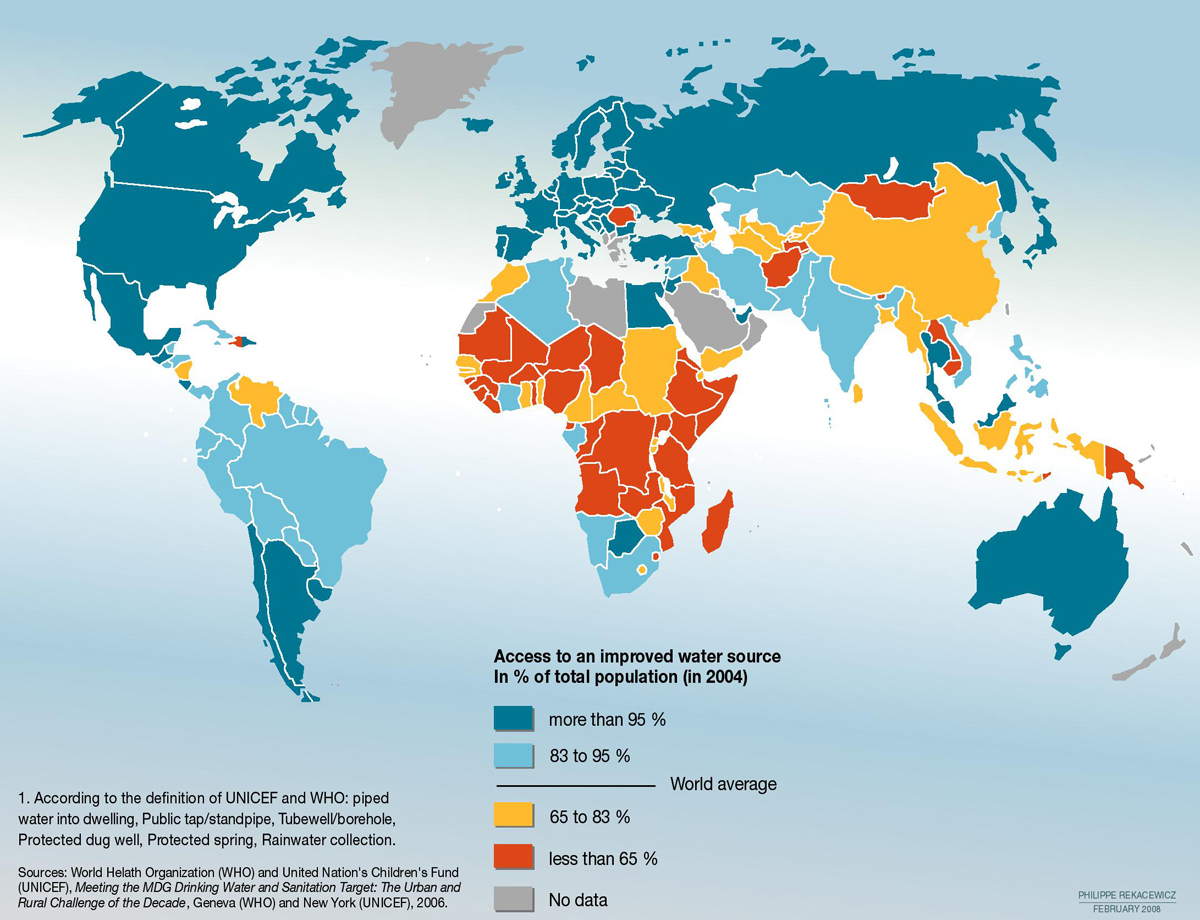 Access to an improved water source
In % of total population (in 2004)
more than 95 %
83 to 95 %
World average
65 to 83 %
less than 65 %
No data
1. According to the definition of UNICEF and WHO: piped
water into dwelling, Public tap/standpipe, Tubewell/borehole,
Protected dug well, Protected spring, Rainwater collection.
Sources: World Helath Organization (WHO) and United Nation's Children's Fund
(UNICEF), Meeting the MDG Drinking Water and Sanitation Target: The Urban and
Rural Challenge of the Decade, Geneva (WHO) and New York (UNICEF), 2006.
PHILIPPE REKACEWICZ
FEBRUARY 2008